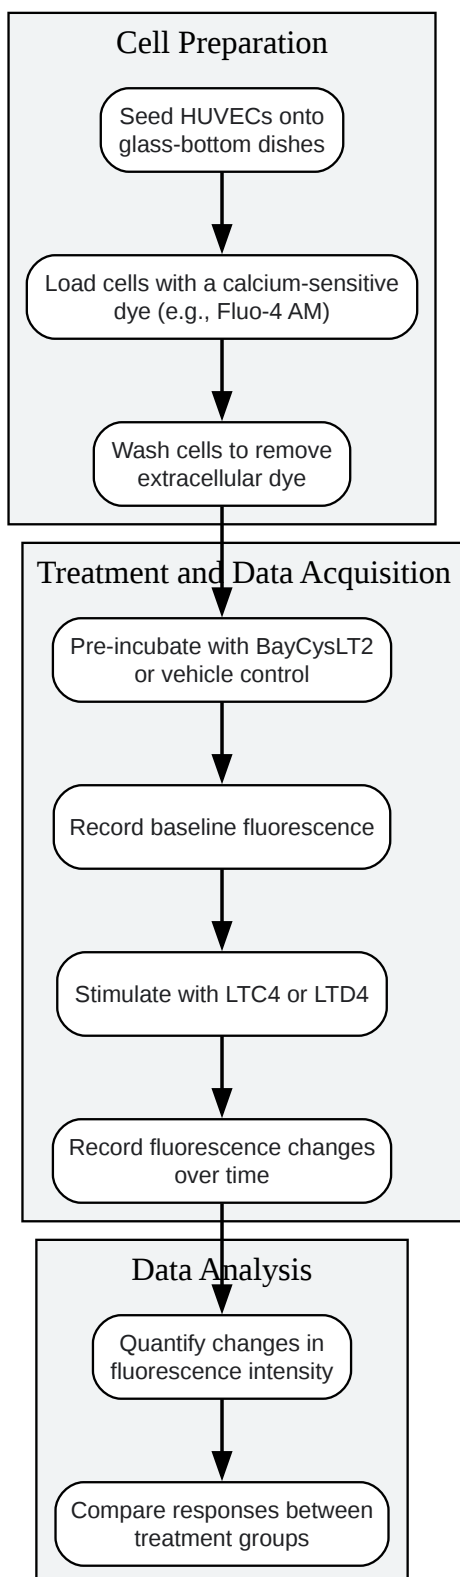 Cell Preparation
Seed HUVECs onto
glass-bottom dishes
Load cells with a calcium-sensitive
dye (e.g., Fluo-4 AM)
Wash cells to remove
extracellular dye
Treatment and Data Acquisition
Pre-incubate with BayCysLT2
or vehicle control
Record baseline fluorescence
Stimulate with LTC4 or LTD4
Record fluorescence changes
over time
Data Analysis
Quantify changes in
fluorescence intensity
Compare responses between
treatment groups